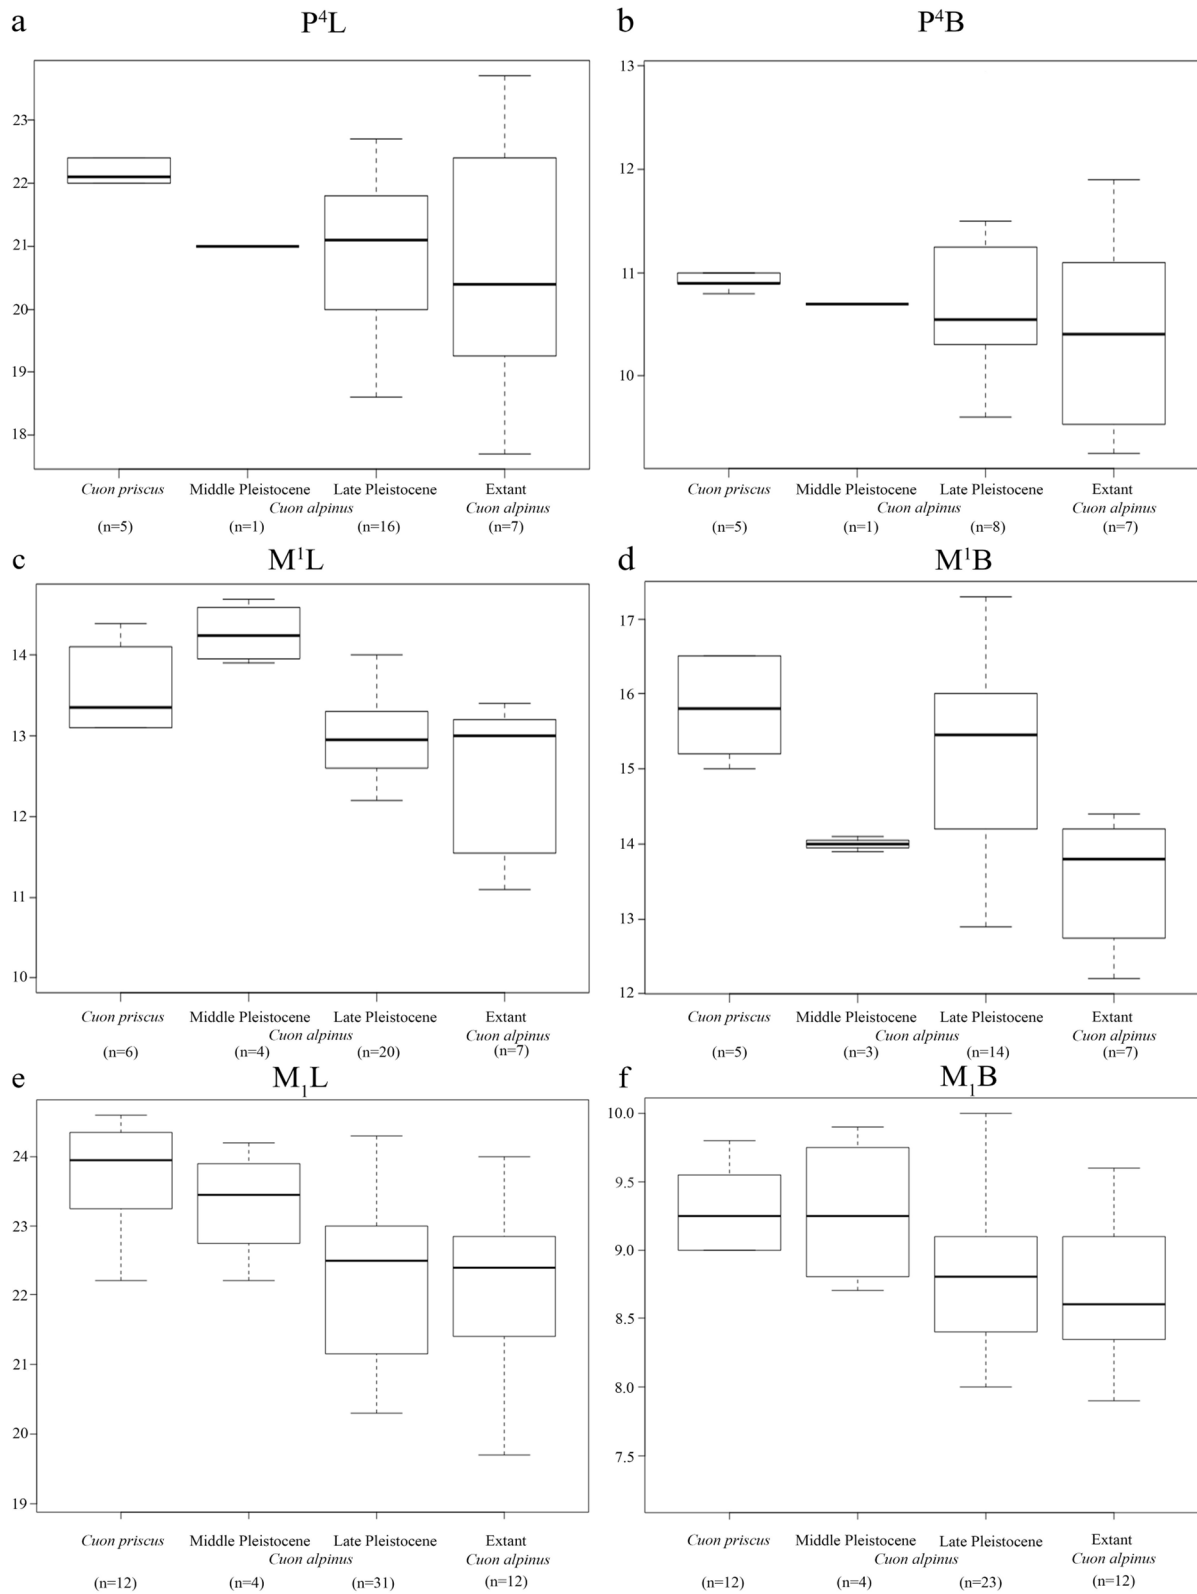 a P⁴L
23
22
21
20
19
18
Cuon priscus Middle Pleistocene Late Pleistocene Extant
Cuon alpinus Cuon alpinus
(n=5) (n=1) (n=16) (n=7)
b P⁴B
13
12
11
10
Cuon priscus Middle Pleistocene Late Pleistocene Extant
Cuon alpinus Cuon alpinus
(n=5) (n=1) (n=8) (n=7)
c M¹L
14
13
12
11
10
Cuon priscus Middle Pleistocene Late Pleistocene Extant
Cuon alpinus Cuon alpinus
(n=6) (n=4) (n=20) (n=7)
d M¹B
17
16
15
14
13
12
Cuon priscus Middle Pleistocene Late Pleistocene Extant
Cuon alpinus Cuon alpinus
(n=5) (n=3) (n=14) (n=7)
e M₁L
24
23
22
21
20
19
Cuon priscus Middle Pleistocene Late Pleistocene Extant
Cuon alpinus Cuon alpinus
(n=12) (n=4) (n=31) (n=12)
f M₁B
10.0
9.5
9.0
8.5
8.0
7.5
Cuon priscus Middle Pleistocene Late Pleistocene Extant
Cuon alpinus Cuon alpinus
(n=12) (n=4) (n=23) (n=12)